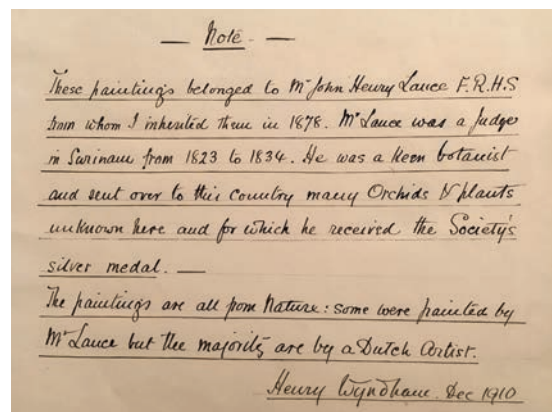 — Note —
These paintings belonged to Mr John Henry Lance F.R.H.S
from whom I inherited them in 1878. Mr Lance was a Judge
in Surinam from 1823 to 1834. He was a keen botanist
and sent over to this country many Orchids & plants
unknown here and for which he received the Society's
silver medal. —
The paintings are all from Nature: some were painted by
Mr Lance but the majority are by a Dutch Artist.
Henry Wyndham. Dec 1910